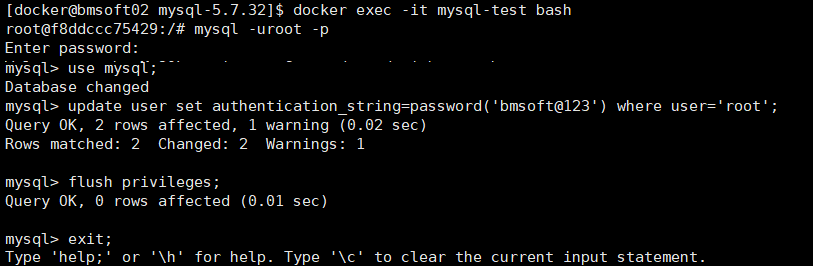 [docker@bmsoft02 mysql-5.7.32]$ docker exec -it mysql-test bash
root@f8ddccc75429:/# mysql -uroot -p
Enter password:
mysql> use mysql;
Database changed
mysql> update user set authentication_string=password('bmsoft@123') where user='root';
Query OK, 2 rows affected, 1 warning (0.02 sec)
Rows matched: 2  Changed: 2  Warnings: 1
mysql> flush privileges;
Query OK, 0 rows affected (0.01 sec)
mysql> exit;
Type 'help;' or '\h' for help. Type '\c' to clear the current input statement.